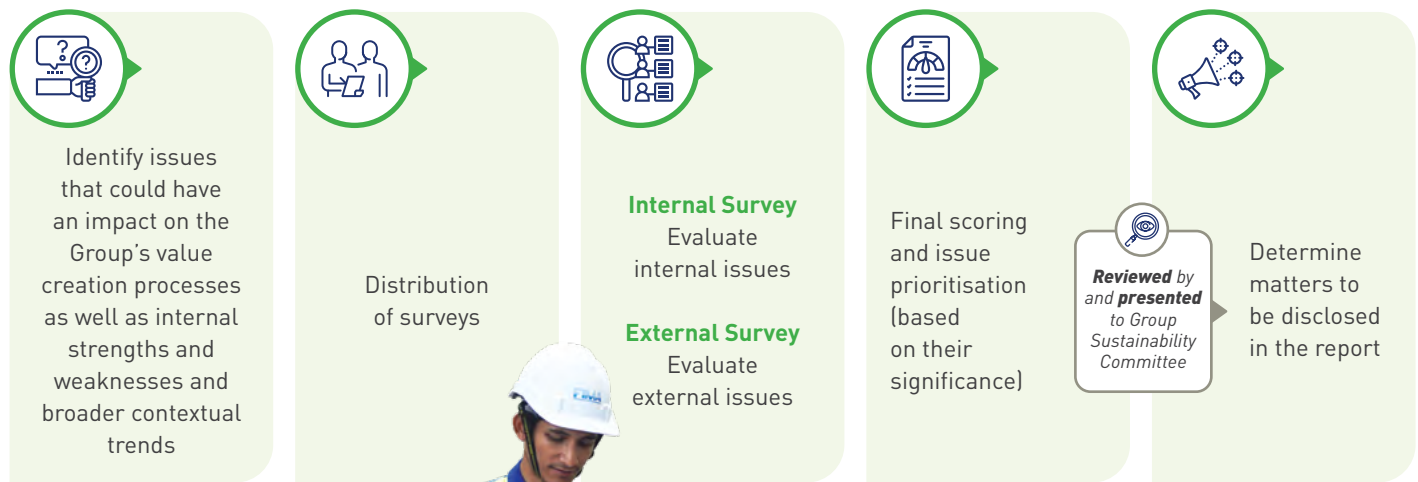 Identify issues
that could have
an impact on the
Group's value
creation processes
as well as internal
strengths and
weaknesses and
broader contextual
trends
Distribution
of surveys
Internal Survey
Evaluate
internal issues
External Survey
Evaluate
external issues
Final scoring
and issue
prioritisation
(based
on their
significance)
Reviewed by
and presented
to Group
Sustainability
Committee
Determine
matters to
be disclosed
in the report